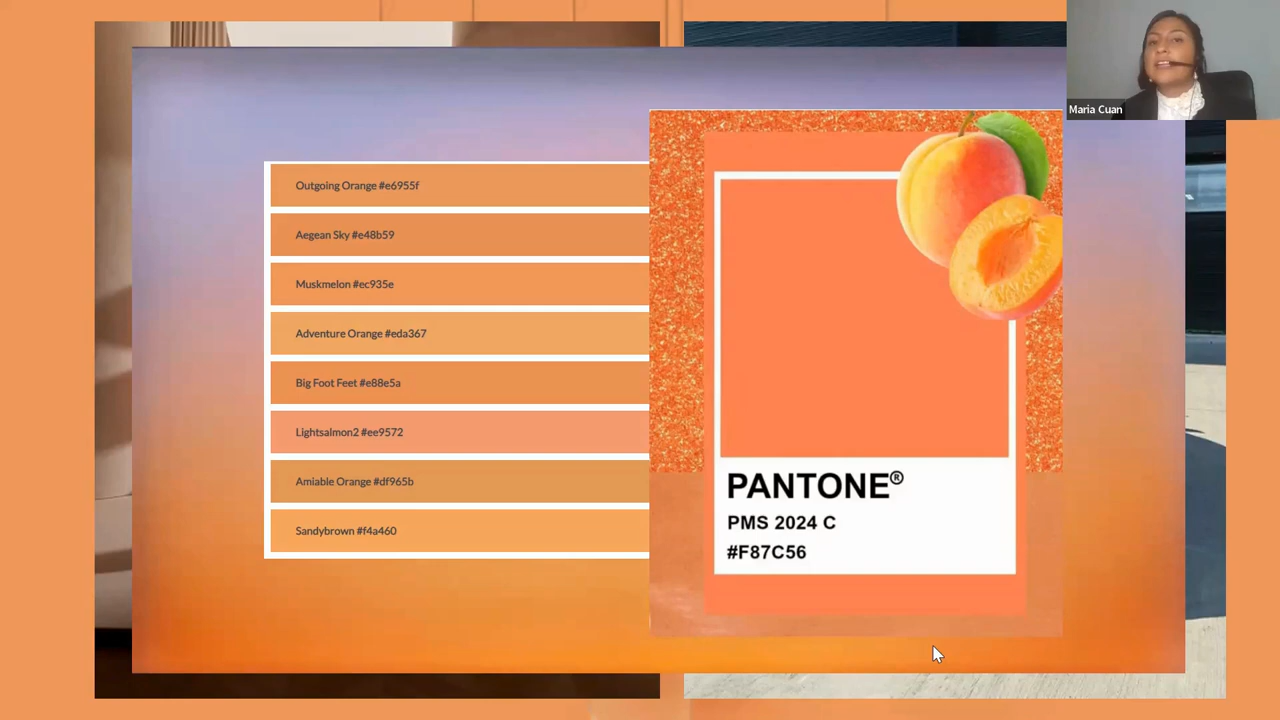 Maria Cuan
Outgoing Orange #e6955f
Aegean Sky #e48b59
Muskmelon #ec935e
Adventure Orange #eda367
Big Foot Feet #e88e5a
Lightsalmon2 #ee9572
Amiable Orange #df965b
Sandybrown #f4a460
PANTONE®
PMS 2024 C
#F87C56